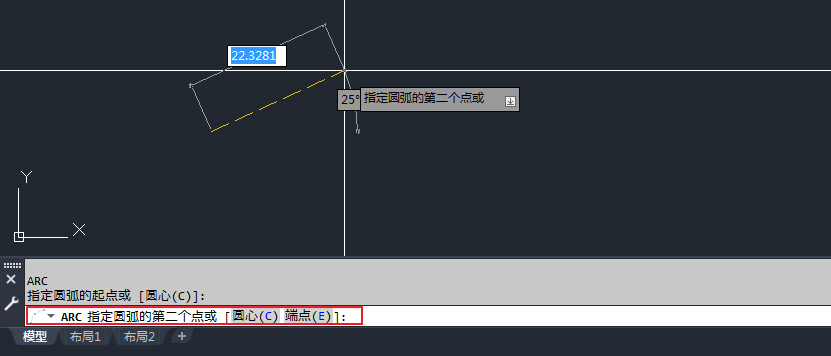 22.3281
25° 指定圆弧的第二个点或
Y
X
ARC
指定圆弧的起点或 [圆心(C)]:
ARC 指定圆弧的第二个点或 [圆心(C) 端点(E)]:
模型 布局1 布局2 +